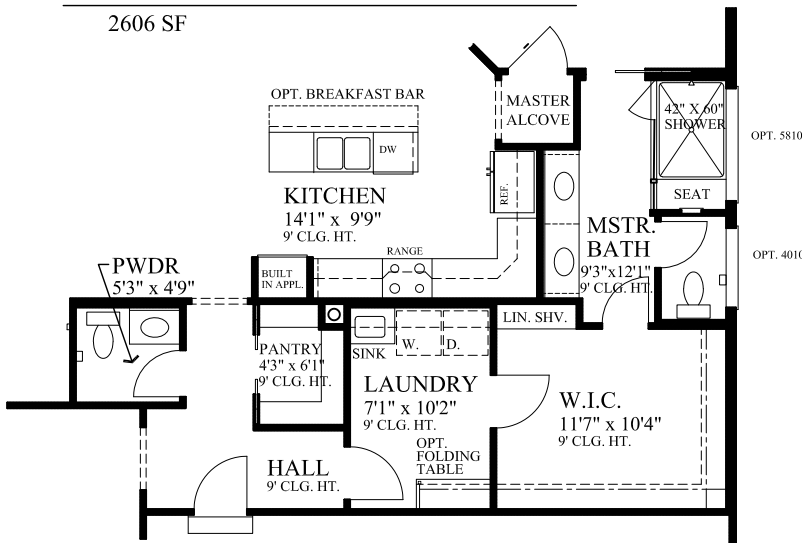 2606 SF
OPT. BREAKFAST BAR
DW
MASTER
ALCOVE
42" X 60"
SHOWER
OPT. 5810
SEAT
REF.
KITCHEN
14'1" x 9'9"
9' CLG. HT.
MSTR.
BATH
9'3"x12'1"
9' CLG. HT.
OPT. 4010
RANGE
BUILT
IN APPL.
PWDR
5'3" x 4'9"
LIN. SHV.
SINK
W.
D.
PANTRY
4'3" x 6'1"
9' CLG. HT.
LAUNDRY
7'1" x 10'2"
9' CLG. HT.
W.I.C.
11'7" x 10'4"
9' CLG. HT.
OPT.
FOLDING
TABLE
HALL
9' CLG. HT.